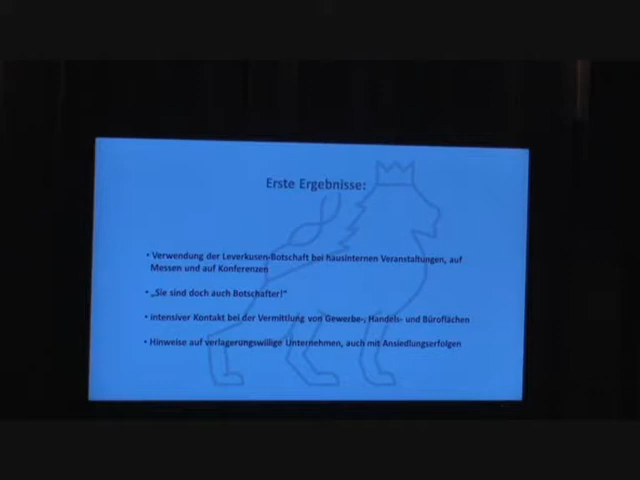 Erste Ergebnisse:
• Verwendung der Leverkusen-Botschaft bei hausinternen Veranstaltungen, auf
Messen und auf Konferenzen
• „Sie sind doch auch Botschafter!“
• intensiver Kontakt bei der Vermittlung von Gewerbe-, Handels- und Büroflächen
• Hinweise auf verlagerungswillige Unternehmen, auch mit Ansiedlungserfolgen